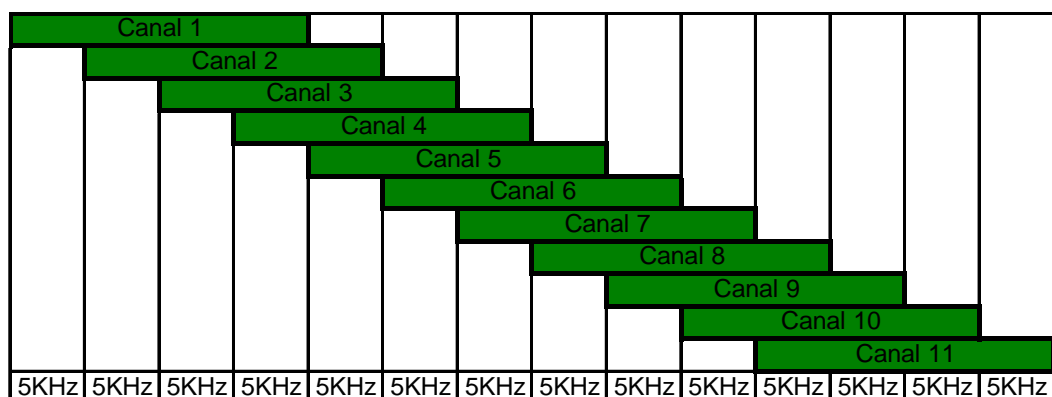 Canal 1
Canal 2
Canal 3
Canal 4
Canal 5
Canal 6
Canal 7
Canal 8
Canal 9
Canal 10
Canal 11
5KHz 5KHz 5KHz 5KHz 5KHz 5KHz 5KHz 5KHz 5KHz 5KHz 5KHz 5KHz 5KHz 5KHz